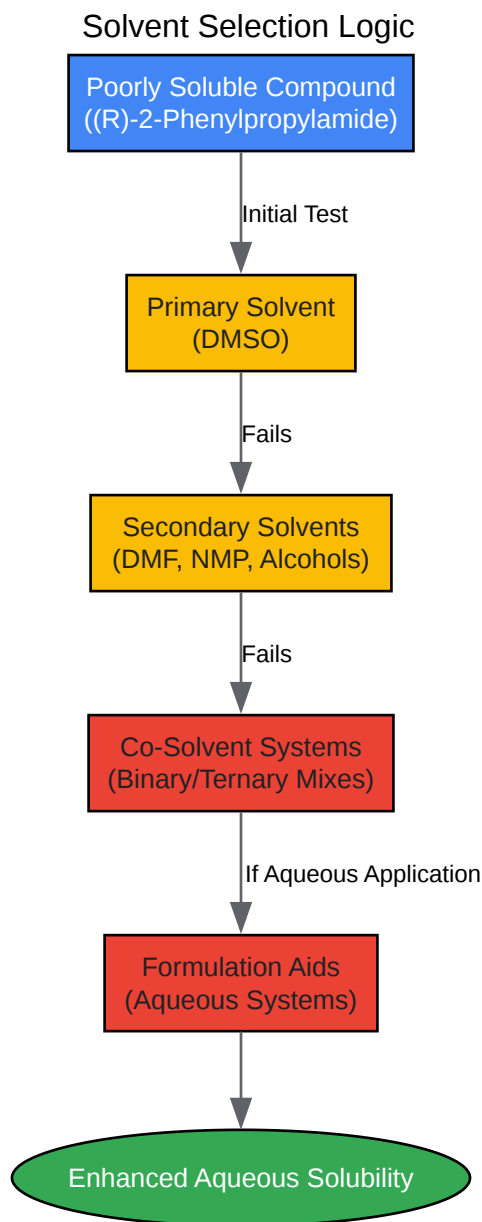 Solvent Selection Logic
Poorly Soluble Compound
((R)-2-Phenylpropylamide)
Initial Test
Primary Solvent
(DMSO)
Fails
Secondary Solvents
(DMF, NMP, Alcohols)
Fails
Co-Solvent Systems
(Binary/Ternary Mixes)
If Aqueous Application
Formulation Aids
(Aqueous Systems)
Enhanced Aqueous Solubility